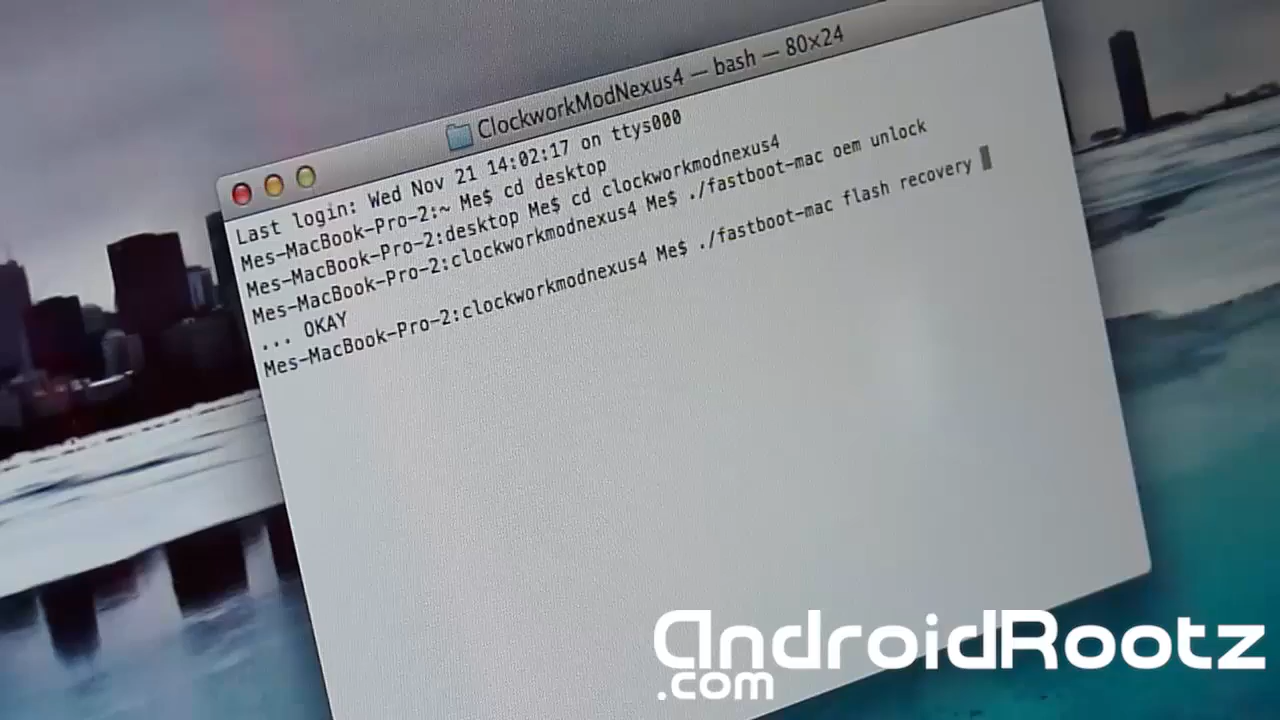 ClockworkModNexus4 — bash — 80×24
Last login: Wed Nov 21 14:02:17 on ttys000
Mes-MacBook-Pro-2:~ Me$ cd desktop
Mes-MacBook-Pro-2:desktop Me$ cd clockworkmodnexus4
Mes-MacBook-Pro-2:clockworkmodnexus4 Me$ ./fastboot-mac oem unlock
... OKAY
Mes-MacBook-Pro-2:clockworkmodnexus4 Me$ ./fastboot-mac flash recovery
AndroidRootz
.com